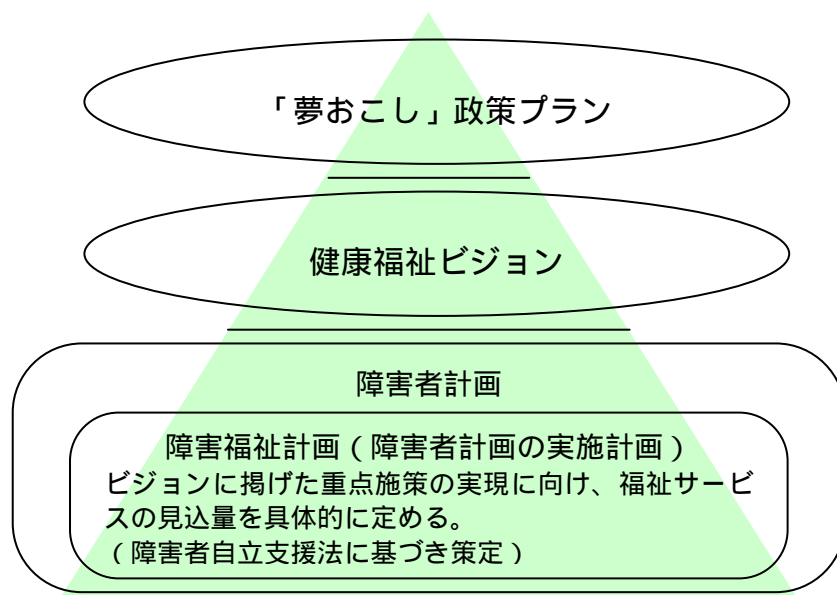 「夢おこし」政策プラン
健康福祉ビジョン
障害者計画
障害福祉計画（障害者計画の実施計画）
ビジョンに掲げた重点施策の実現に向け、福祉サービ
スの見込量を具体的に定める。
（障害者自立支援法に基づき策定）